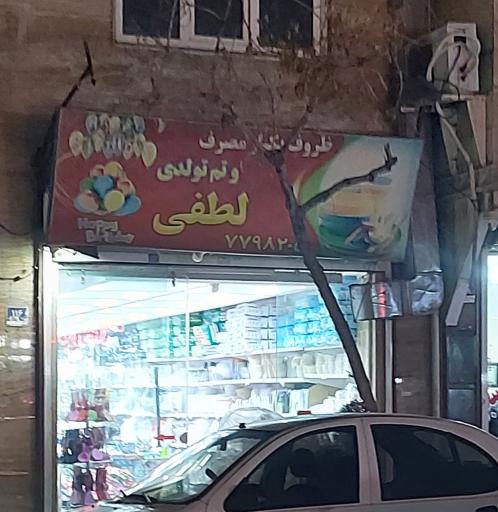 ظروف یکبار مصرف
و تم تولدی
لطفی
Happy
Birthday